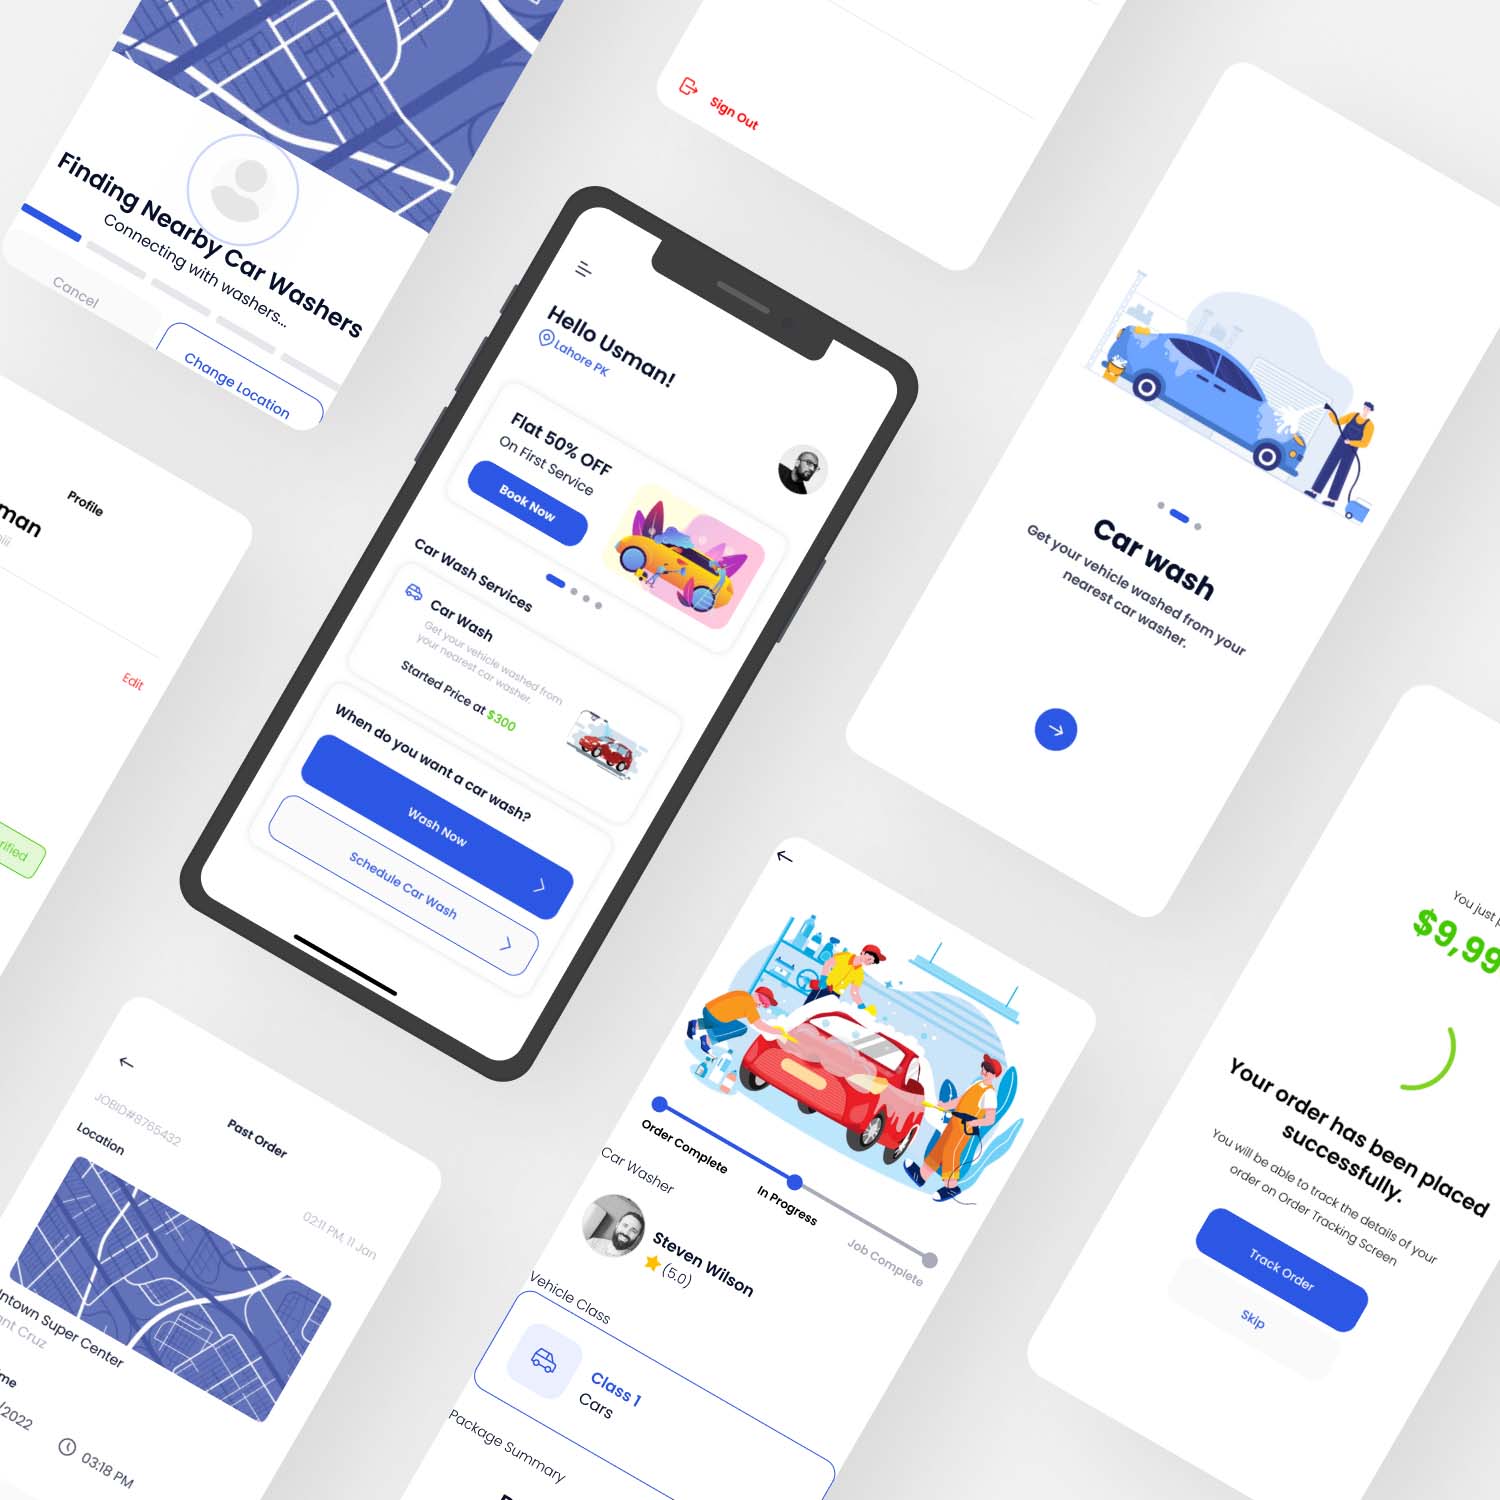 Finding Nearby Car Washers
Connecting with washers...
Cancel
Change Location
Sign Out
Hello Usman!
Lahore PK
Flat 50% OFF
On First Service
Book Now
Car Wash Services
Car Wash
Get your vehicle washed from
your nearest car washer.
Started Price at $300
When do you want a car wash?
Wash Now
Schedule Car Wash
Car wash
Get your vehicle washed from your
nearest car washer.
Profile
man
Edit
rified
Past Order
JOBID#8765432
02:11 PM, 11 Jan
Location
ntown Super Center
ant Cruz
me
/2022
03:18 PM
Order Complete
In Progress
Job Complete
Car Washer
Steven Wilson
(5.0)
Vehicle Class
Class 1
Cars
Package Summary
You just p
$9,99
Your order has been placed
successfully.
You will be able to track the details of your
order on Order Tracking Screen
Track Order
Skip